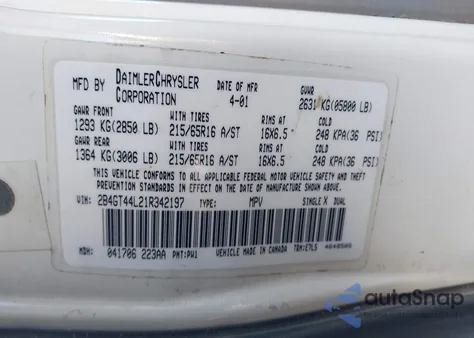 MFD BY DAIMLERCHRYSLER CORPORATION DATE OF MFR 4-01 GVWR 2631 KG(05800 LB)
GAWR FRONT WITH TIRES RIMS AT COLD
1293 KG(2850 LB) 215/65R16 A/ST 16X6.5 248 KPA(36 PSI)
GAWR REAR WITH TIRES RIMS AT COLD
1364 KG(3006 LB) 215/65R16 A/ST 16X6.5 248 KPA(36 PSI)
THIS VEHICLE CONFORMS TO ALL APPLICABLE FEDERAL MOTOR VEHICLE SAFETY AND THEFT
PREVENTION STANDARDS IN EFFECT ON THE DATE OF MANUFACTURE SHOWN ABOVE.
VIN: 2B4GT44L21R342197 TYPE: MPV SINGLE X DUAL
MDH: 041706 223AA PNT:PW1 VEHICLE MADE IN CANADA TRM:E7LS 4648506
autoSnap